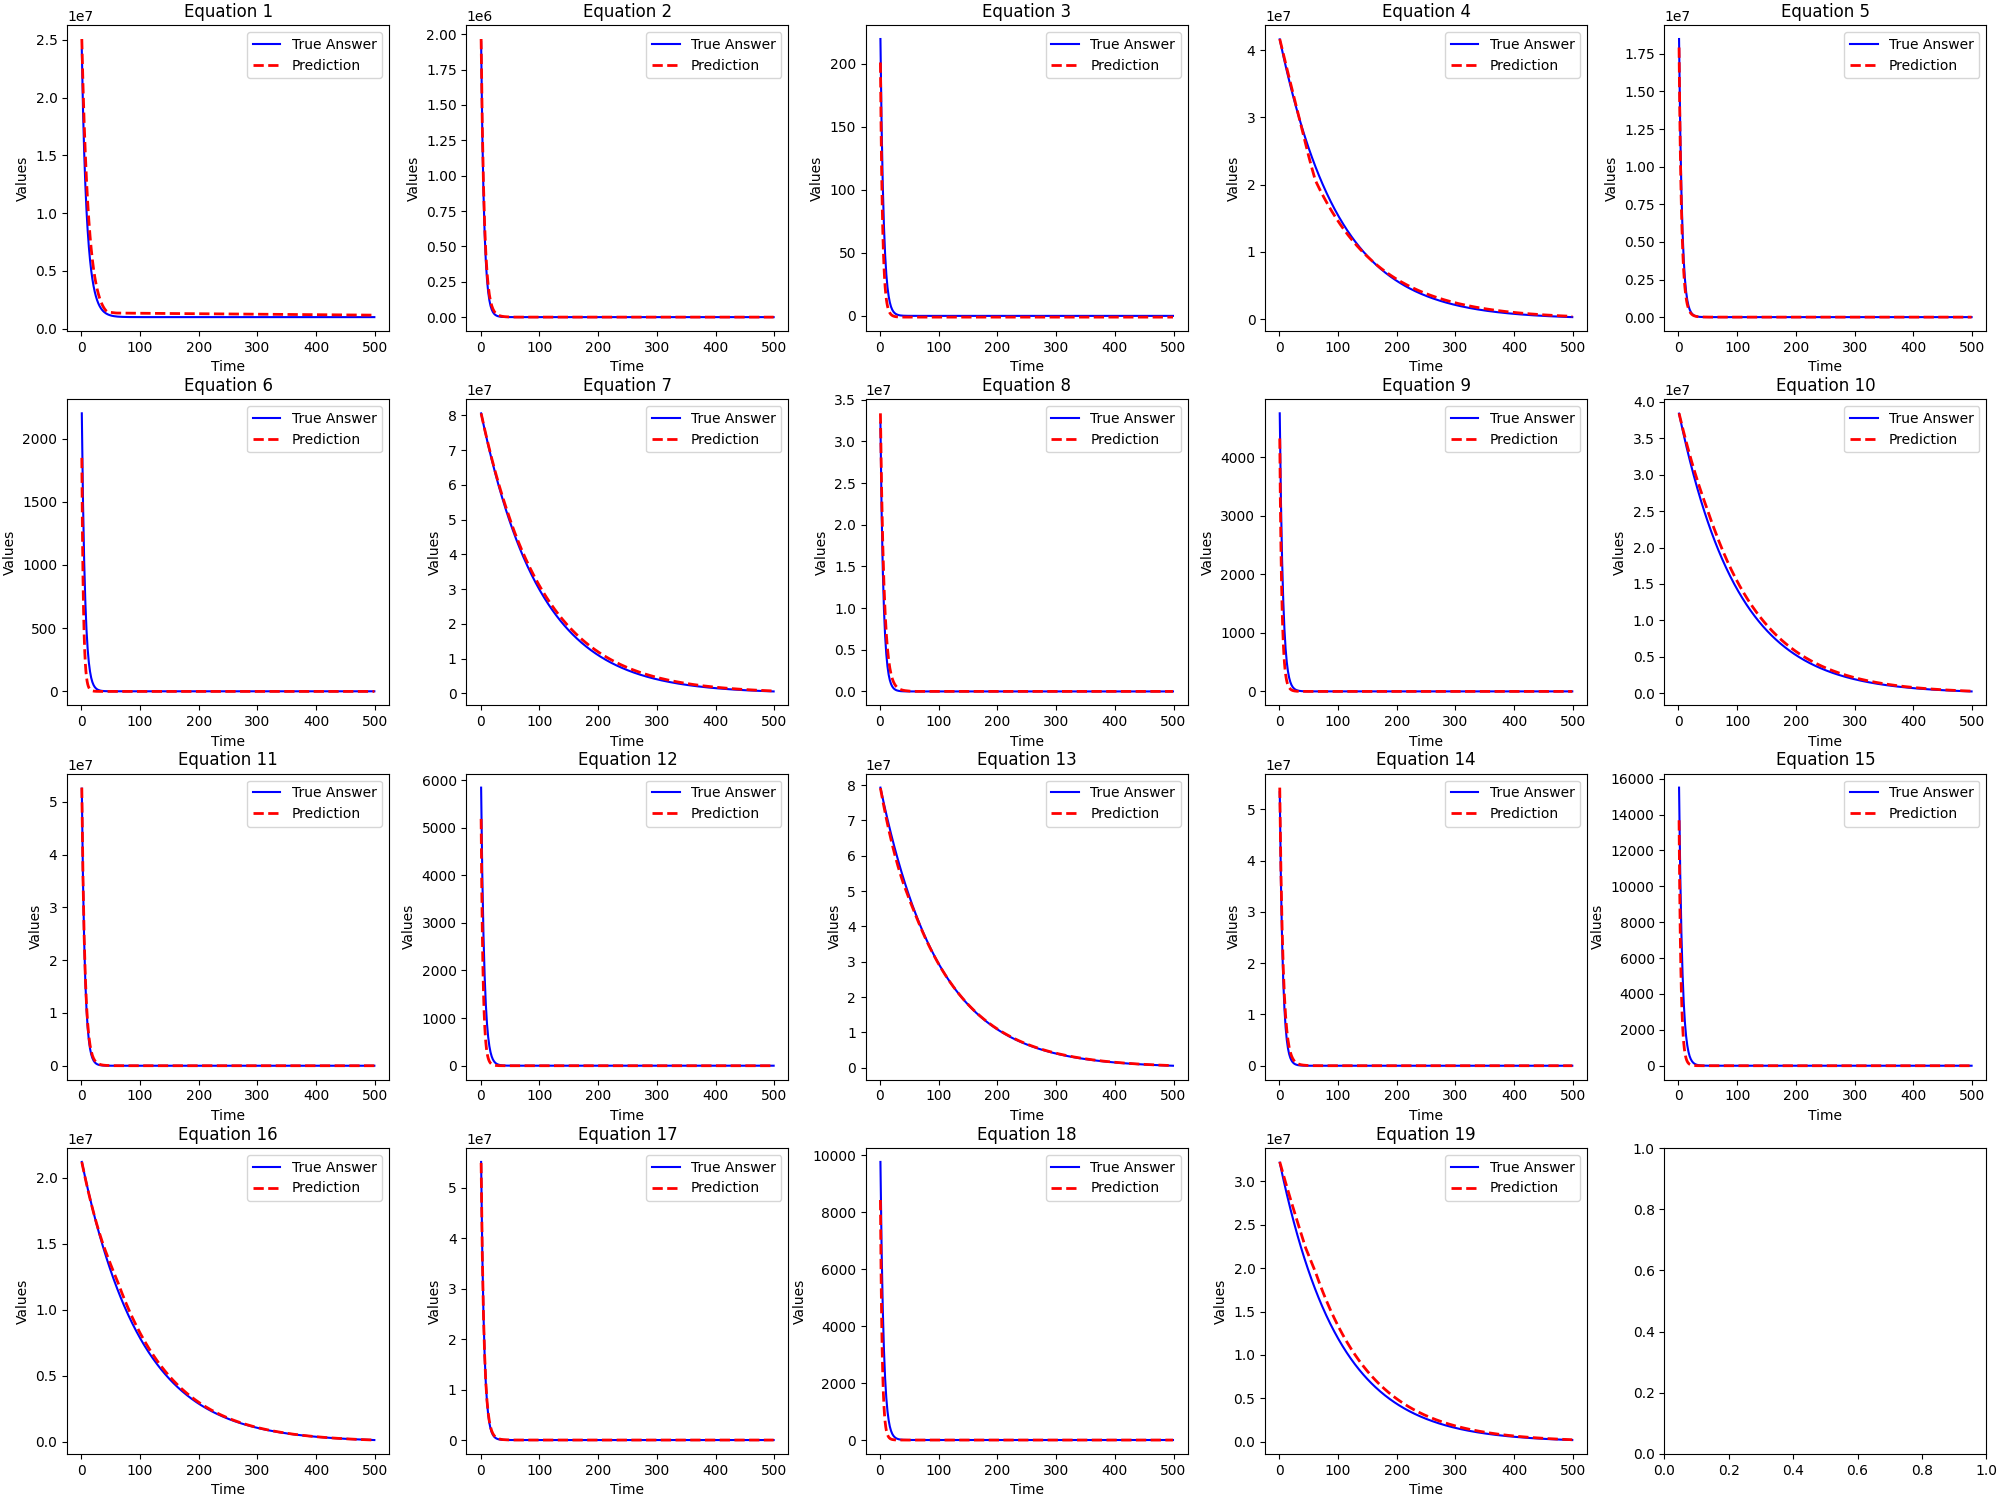 Equation 1
1e7
True Answer
Prediction
Values
2.5
2.0
1.5
1.0
0.5
0.0
0 100 200 300 400 500
Time
Equation 2
1e6
True Answer
Prediction
Values
2.00
1.75
1.50
1.25
1.00
0.75
0.50
0.25
0.00
0 100 200 300 400 500
Time
Equation 3
True Answer
Prediction
Values
200
150
100
50
0
0 100 200 300 400 500
Time
Equation 4
1e7
True Answer
Prediction
Values
4
3
2
1
0
0 100 200 300 400 500
Time
Equation 5
1e7
True Answer
Prediction
Values
1.75
1.50
1.25
1.00
0.75
0.50
0.25
0.00
0 100 200 300 400 500
Time
Equation 6
True Answer
Prediction
Values
2000
1500
1000
500
0
0 100 200 300 400 500
Time
Equation 7
1e7
True Answer
Prediction
Values
8
7
6
5
4
3
2
1
0
0 100 200 300 400 500
Time
Equation 8
1e7
True Answer
Prediction
Values
3.5
3.0
2.5
2.0
1.5
1.0
0.5
0.0
0 100 200 300 400 500
Time
Equation 9
True Answer
Prediction
Values
4000
3000
2000
1000
0
0 100 200 300 400 500
Time
Equation 10
1e7
True Answer
Prediction
Values
4.0
3.5
3.0
2.5
2.0
1.5
1.0
0.5
0.0
0 100 200 300 400 500
Time
Equation 11
1e7
True Answer
Prediction
Values
5
4
3
2
1
0
0 100 200 300 400 500
Time
Equation 12
True Answer
Prediction
Values
6000
5000
4000
3000
2000
1000
0
0 100 200 300 400 500
Time
Equation 13
1e7
True Answer
Prediction
Values
8
7
6
5
4
3
2
1
0
0 100 200 300 400 500
Time
Equation 14
1e7
True Answer
Prediction
Values
5
4
3
2
1
0
0 100 200 300 400 500
Time
Equation 15
True Answer
Prediction
Values
16000
14000
12000
10000
8000
6000
4000
2000
0
0 100 200 300 400 500
Time
Equation 16
1e7
True Answer
Prediction
Values
2.0
1.5
1.0
0.5
0.0
0 100 200 300 400 500
Time
Equation 17
1e7
True Answer
Prediction
Values
5
4
3
2
1
0
0 100 200 300 400 500
Time
Equation 18
True Answer
Prediction
Values
10000
8000
6000
4000
2000
0
0 100 200 300 400 500
Time
Equation 19
1e7
True Answer
Prediction
Values
3.0
2.5
2.0
1.5
1.0
0.5
0.0
0 100 200 300 400 500
Time
1.0
0.8
0.6
0.4
0.2
0.0
0.0 0.2 0.4 0.6 0.8 1.0